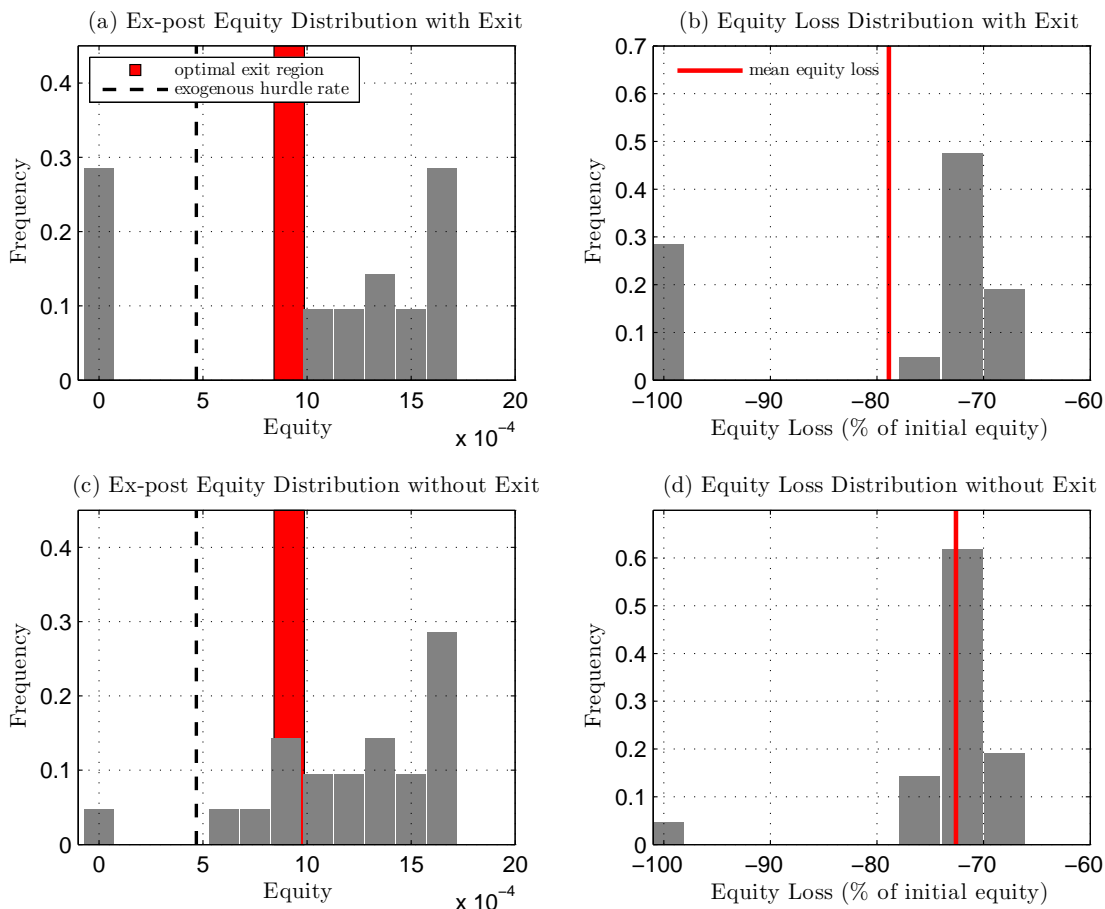 (a) Ex-post Equity Distribution with Exit
0.4
0.3
0.2
0.1
0
Frequency
optimal exit region
exogenous hurdle rate
0 5 10 15 20
Equity
x 10⁻⁴
(b) Equity Loss Distribution with Exit
0.7
0.6
0.5
0.4
0.3
0.2
0.1
0
Frequency
mean equity loss
−100 −90 −80 −70 −60
Equity Loss (% of initial equity)
(c) Ex-post Equity Distribution without Exit
0.4
0.3
0.2
0.1
0
Frequency
0 5 10 15 20
Equity
x 10⁻⁴
(d) Equity Loss Distribution without Exit
0.6
0.5
0.4
0.3
0.2
0.1
0
Frequency
−100 −90 −80 −70 −60
Equity Loss (% of initial equity)